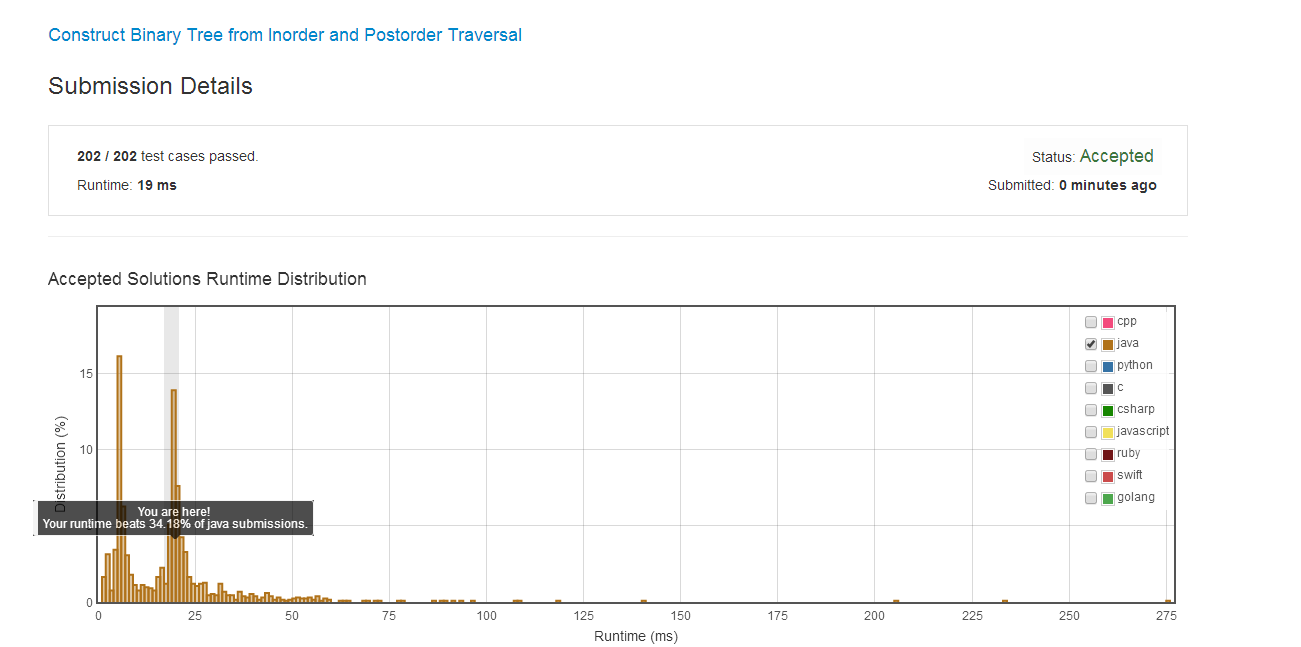 Construct Binary Tree from Inorder and Postorder Traversal
Submission Details
202 / 202 test cases passed.
Status: Accepted
Runtime: 19 ms
Submitted: 0 minutes ago
Accepted Solutions Runtime Distribution
cpp
java
python
c
csharp
javascript
ruby
swift
golang
Distribution (%)
15
10
5
0
You are here!
Your runtime beats 34.18% of java submissions.
0 25 50 75 100 125 150 175 200 225 250 275
Runtime (ms)